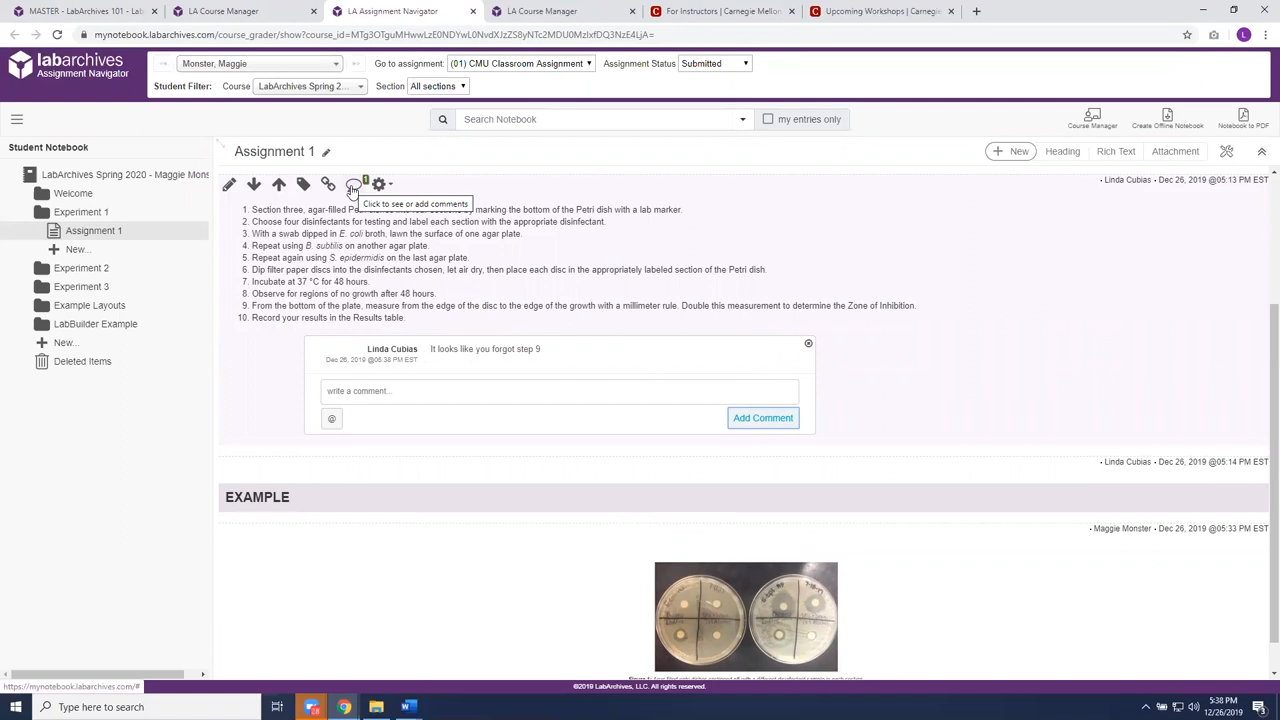 MASTER - LabArchives 101 - Lab
LA Course Manager
LA Assignment Navigator
LA Course Manager
For Instructors | Carnegie Mellon
Upcoming Workshops | Carnegie
labarchives
Assignment Navigator
Monster, Maggie
Go to assignment:
(01) CMU Classroom Assignment
Assignment Status
Submitted
Student Filter:
Course
LabArchives Spring 2...
Section
All sections
Search Notebook
my entries only
Course Manager
Create Offline Notebook
Notebook to PDF
Student Notebook
Assignment 1
New
Heading
Rich Text
Attachment
LabArchives Spring 2020 - Maggie Mons
Welcome
Experiment 1
Assignment 1
New...
Experiment 2
Experiment 3
Example Layouts
LabBuilder Example
New...
Deleted Items
1
Linda Cubias • Dec 26, 2019 @05:13 PM EST
Click to see or add comments
1. Section three, agar-filled Pe by marking the bottom of the Petri dish with a lab marker.
2. Choose four disinfectants for testing and label each section with the appropriate disinfectant.
3. With a swab dipped in E. coli broth, lawn the surface of one agar plate.
4. Repeat using B. subtilis on another agar plate.
5. Repeat again using S. epidermidis on the last agar plate.
6. Dip filter paper discs into the disinfectants chosen, let air dry, then place each disc in the appropriately labeled section of the Petri dish.
7. Incubate at 37 °C for 48 hours.
8. Observe for regions of no growth after 48 hours.
9. From the bottom of the plate, measure from the edge of the disc to the edge of the growth with a millimeter rule. Double this measurement to determine the Zone of Inhibition.
10. Record your results in the Results table.
Linda Cubias
It looks like you forgot step 9
Dec 26, 2019 @05:38 PM EST
write a comment...
@
Add Comment
• Linda Cubias • Dec 26, 2019 @05:14 PM EST
EXAMPLE
• Maggie Monster • Dec 26, 2019 @05:33 PM EST
https://mynotebook.labarchives.com/#
©2019 LabArchives, LLC. All rights reserved.
Type here to search
5:38 PM
12/26/2019